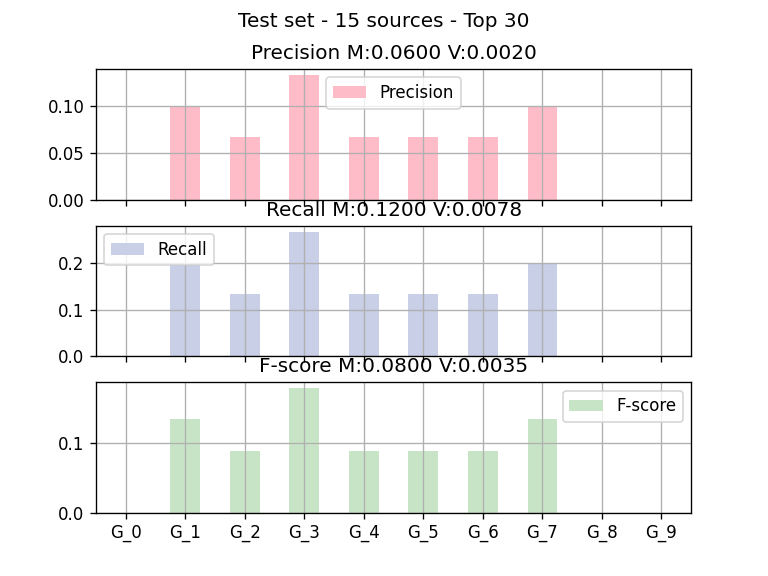 Test set - 15 sources - Top 30
Precision M:0.0600 V:0.0020
Precision
0.10
0.05
0.00
Recall M:0.1200 V:0.0078
Recall
0.2
0.1
0.0
F-score M:0.0800 V:0.0035
F-score
0.1
0.0
G_0 G_1 G_2 G_3 G_4 G_5 G_6 G_7 G_8 G_9